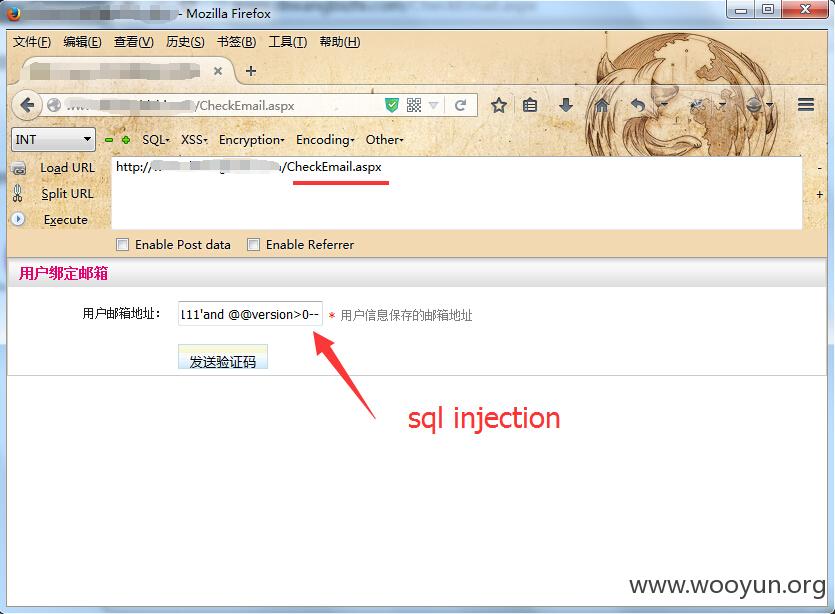 - Mozilla Firefox
文件(F) 编辑(E) 查看(V) 历史(S) 书签(B) 工具(T) 帮助(H)
/CheckEmail.aspx
INT SQL- XSS- Encryption- Encoding- Other-
Load URL http:// /CheckEmail.aspx
Split URL
Execute
Enable Post data Enable Referrer
用户绑定邮箱
用户邮箱地址： 111'and @@version>0-- * 用户信息保存的邮箱地址
发送验证码
sql injection
www.wooyun.org